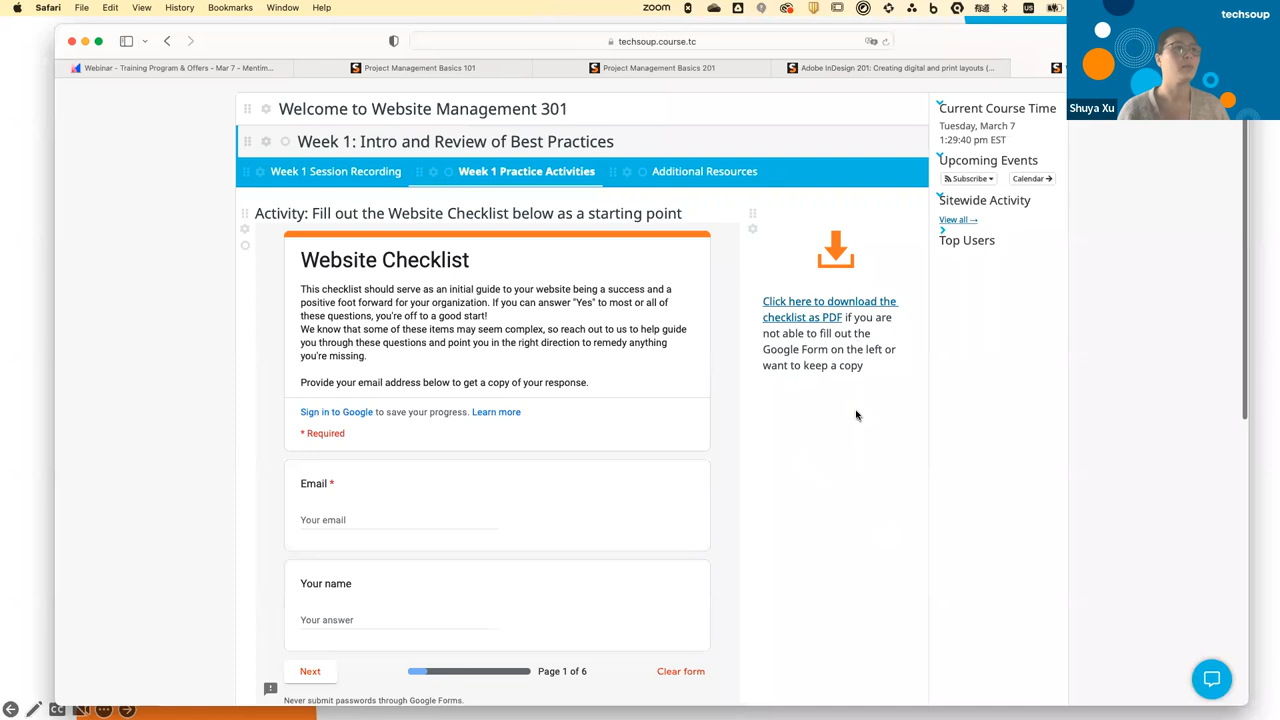 Safari File Edit View History Bookmarks Window Help
zoom
US
techsoup
Shuya Xu
techsoup.course.tc
Webinar - Training Program & Offers - Mar 7 - Mentim...
Project Management Basics 101
Project Management Basics 201
Adobe InDesign 201: Creating digital and print layouts (...
Welcome to Website Management 301
Week 1: Intro and Review of Best Practices
Week 1 Session Recording
Week 1 Practice Activities
Additional Resources
Activity: Fill out the Website Checklist below as a starting point
Website Checklist
This checklist should serve as an initial guide to your website being a success and a
positive foot forward for your organization. If you can answer "Yes" to most or all of
these questions, you're off to a good start!
We know that some of these items may seem complex, so reach out to us to help guide
you through these questions and point you in the right direction to remedy anything
you're missing.
Provide your email address below to get a copy of your response.
Sign in to Google to save your progress. Learn more
* Required
Email *
Your email
Your name
Your answer
Next
Page 1 of 6
Clear form
Never submit passwords through Google Forms.
Click here to download the
checklist as PDF if you are
not able to fill out the
Google Form on the left or
want to keep a copy
Current Course Time
Tuesday, March 7
1:29:40 pm EST
Upcoming Events
Subscribe
Calendar
Sitewide Activity
View all →
Top Users
CC